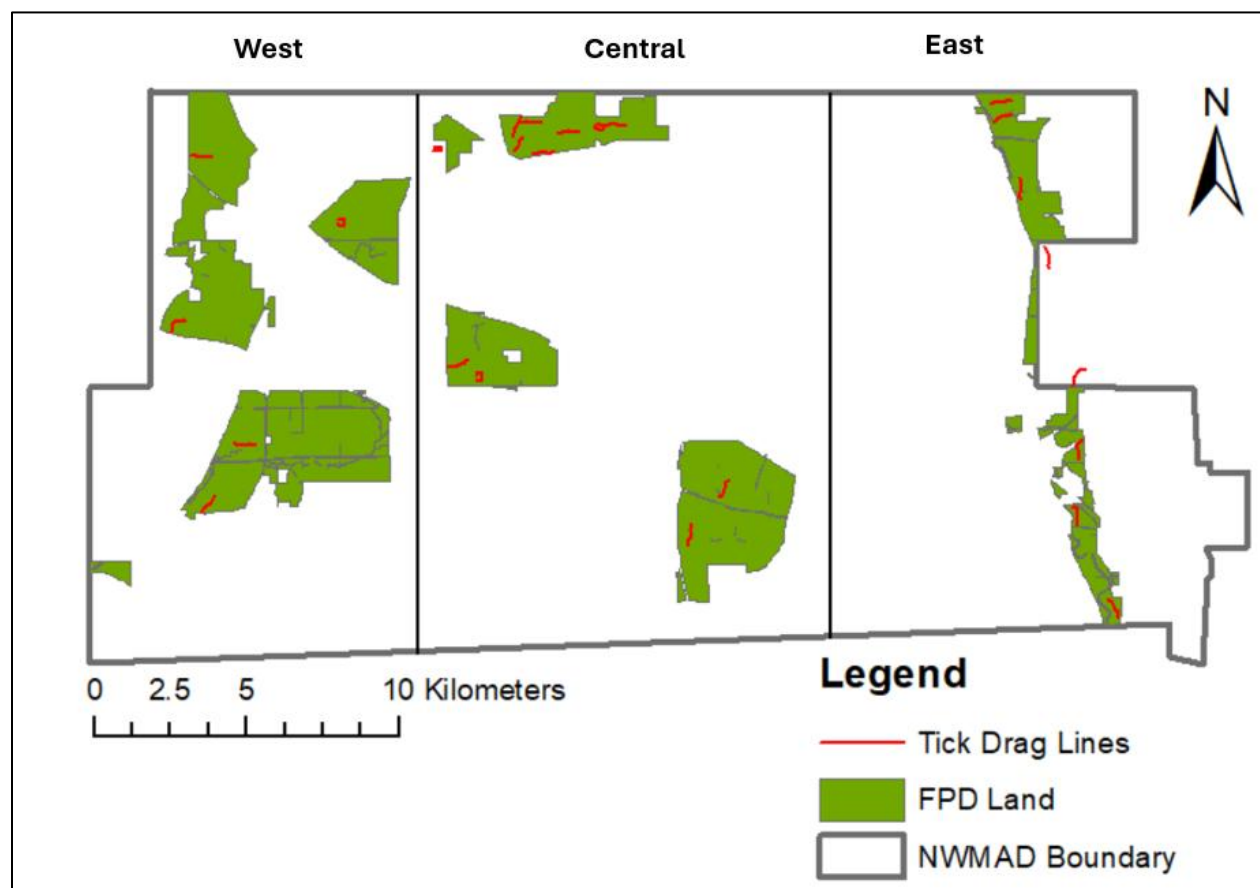 West Central East
N
0 2.5 5 10 Kilometers
Legend
Tick Drag Lines
FPD Land
NWMAD Boundary